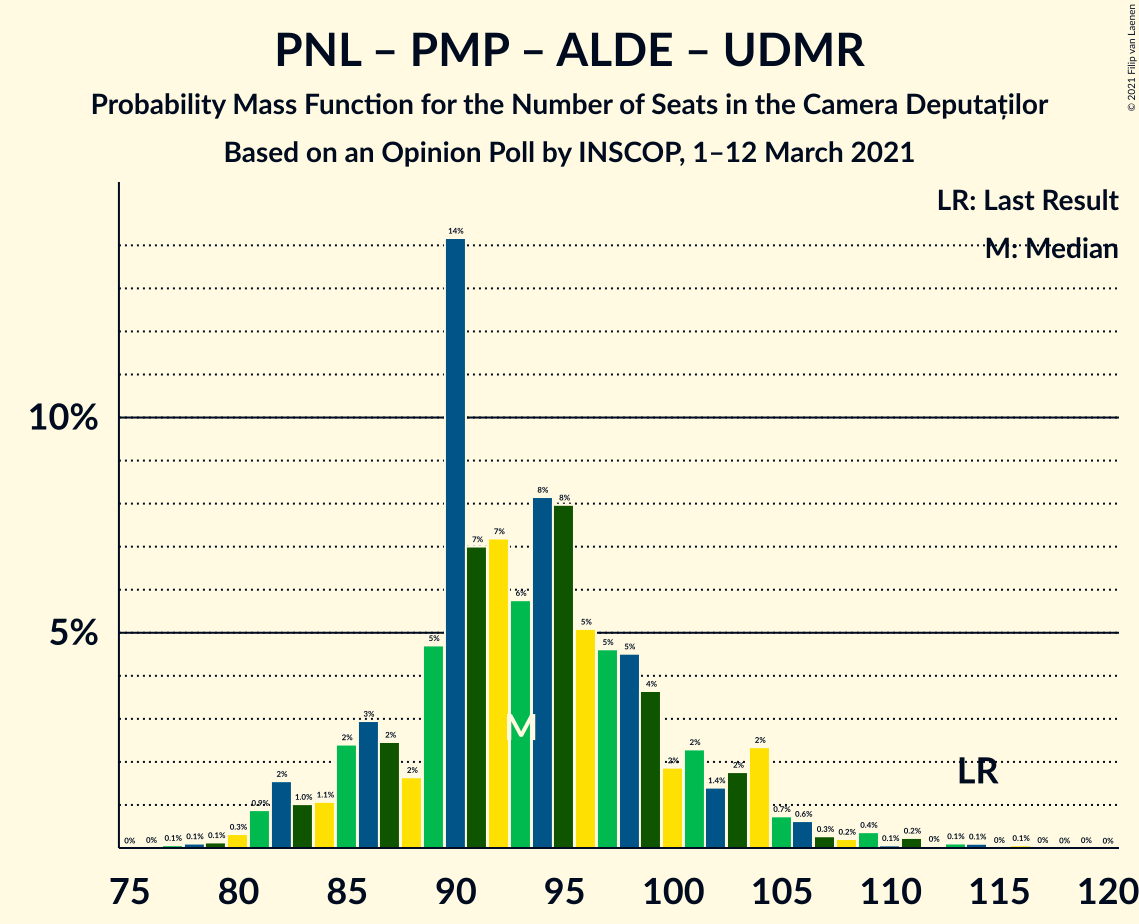 PNL – PMP – ALDE – UDMR
Probability Mass Function for the Number of Seats in the Camera Deputaților
Based on an Opinion Poll by INSCOP, 1–12 March 2021
© 2021 Filip van Laenen
LR: Last Result
M: Median
10%
5%
0% 0% 0.1% 0.1% 0.1% 0.3% 0.9% 2% 1.0% 1.1% 2% 3% 2% 2% 5% 14% 7% 7% 6% 8% 8% 5% 5% 5% 4% 2% 2% 1.4% 2% 2% 0.7% 0.6% 0.3% 0.2% 0.4% 0.1% 0.2% 0% 0.1% 0.1% 0% 0.1% 0% 0% 0% 0%
M
LR
75 80 85 90 95 100 105 110 115 120